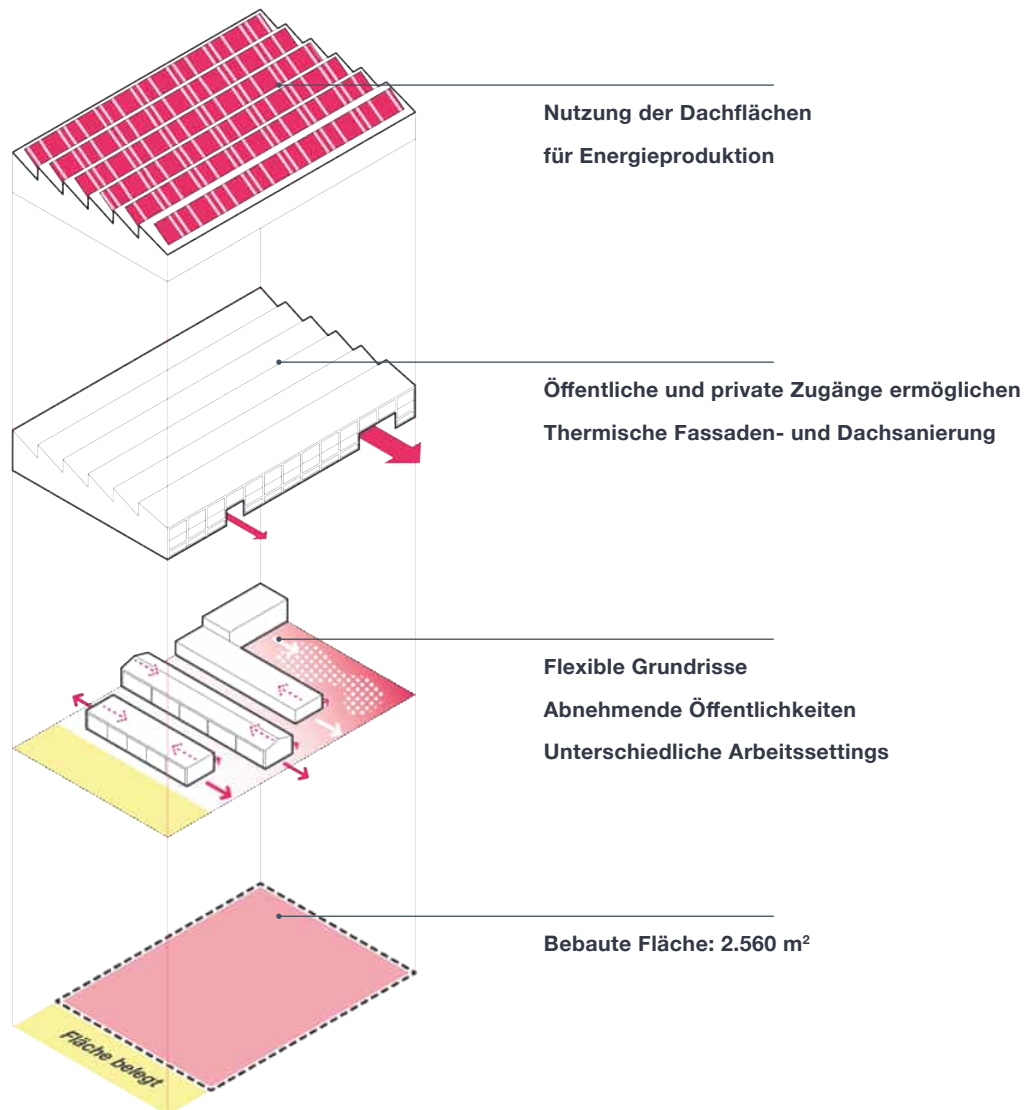 Nutzung der Dachflächen
für Energieproduktion
Öffentliche und private Zugänge ermöglichen
Thermische Fassaden- und Dachsanierung
Flexible Grundrisse
Abnehmende Öffentlichkeiten
Unterschiedliche Arbeitssettings
Bebaute Fläche: 2.560 m²
Fläche belegt